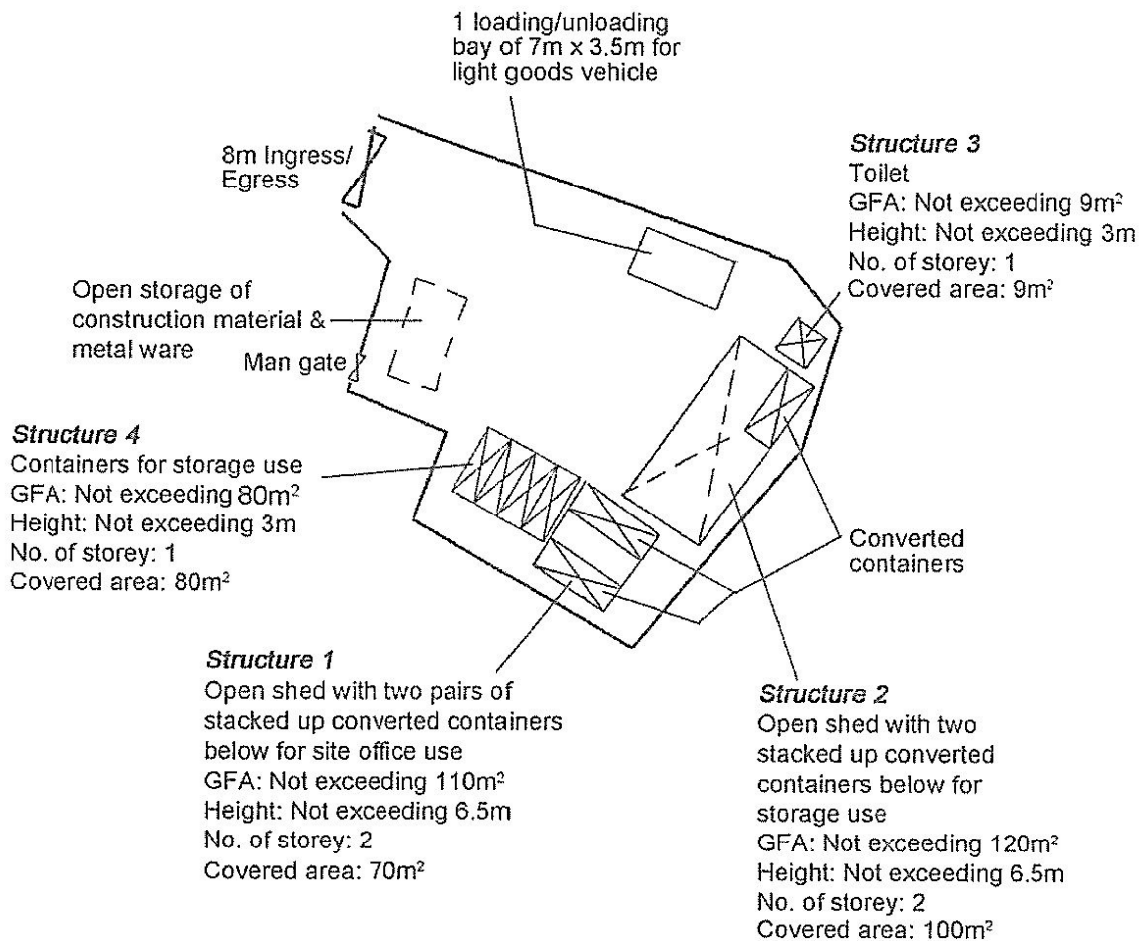 1 loading/unloading
bay of 7m x 3.5m for
light goods vehicle
8m Ingress/
Egress
Structure 3
Toilet
GFA: Not exceeding 9m²
Height: Not exceeding 3m
No. of storey: 1
Covered area: 9m²
Open storage of
construction material &
metal ware
Man gate
Structure 4
Containers for storage use
GFA: Not exceeding 80m²
Height: Not exceeding 3m
No. of storey: 1
Covered area: 80m²
Converted
containers
Structure 1
Open shed with two pairs of
stacked up converted containers
below for site office use
GFA: Not exceeding 110m²
Height: Not exceeding 6.5m
No. of storey: 2
Covered area: 70m²
Structure 2
Open shed with two
stacked up converted
containers below for
storage use
GFA: Not exceeding 120m²
Height: Not exceeding 6.5m
No. of storey: 2
Covered area: 100m²